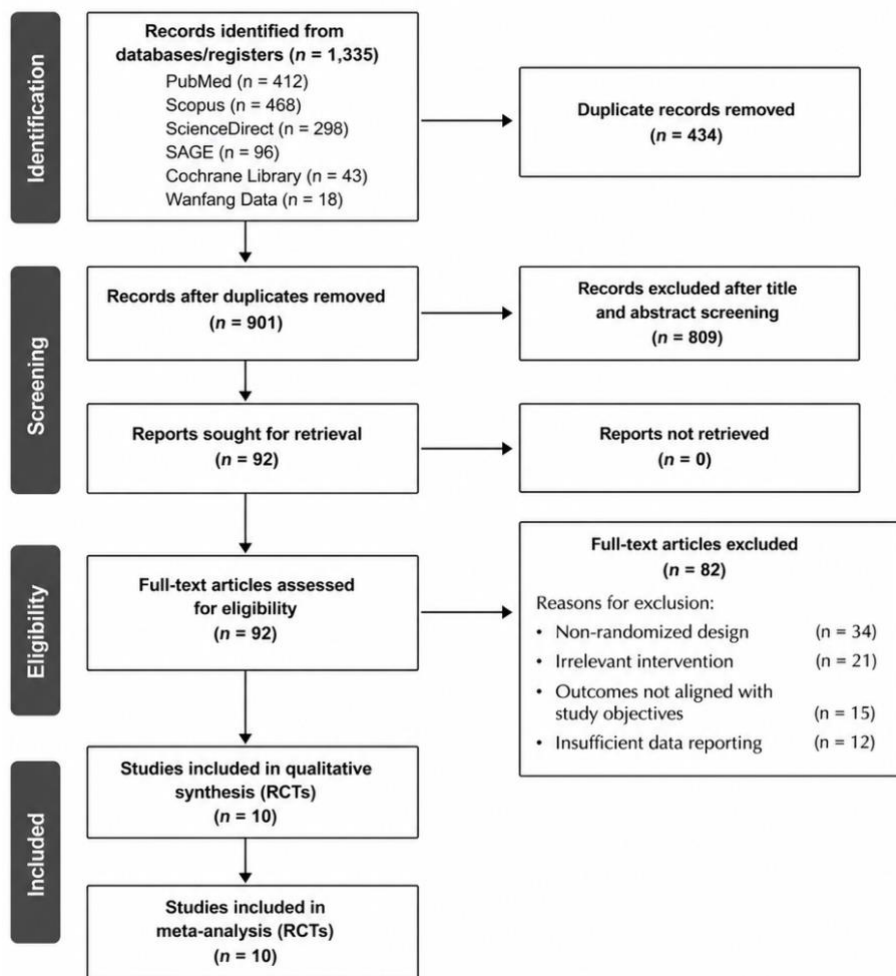 Identification
Records identified from
databases/registers (n = 1,335)
PubMed (n = 412)
Scopus (n = 468)
ScienceDirect (n = 298)
SAGE (n = 96)
Cochrane Library (n = 43)
Wanfang Data (n = 18)
Duplicate records removed
(n = 434)
Screening
Records after duplicates removed
(n = 901)
Records excluded after title
and abstract screening
(n = 809)
Reports sought for retrieval
(n = 92)
Reports not retrieved
(n = 0)
Eligibility
Full-text articles assessed
for eligibility
(n = 92)
Full-text articles excluded
(n = 82)
Reasons for exclusion:
• Non-randomized design (n = 34)
• Irrelevant intervention (n = 21)
• Outcomes not aligned with
study objectives (n = 15)
• Insufficient data reporting (n = 12)
Included
Studies included in qualitative
synthesis (RCTs)
(n = 10)
Studies included in
meta-analysis (RCTs)
(n = 10)